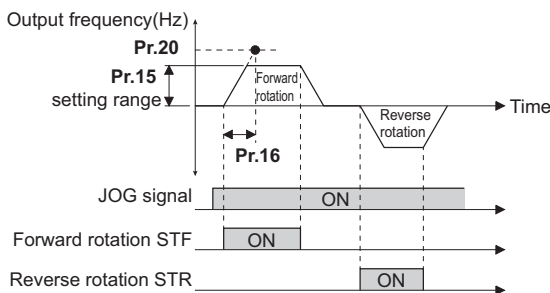 Output frequency(Hz)
Pr.20
Pr.15
setting range
Forward
rotation
Time
Reverse
rotation
Pr.16
JOG signal
ON
Forward rotation STF
ON
Reverse rotation STR
ON